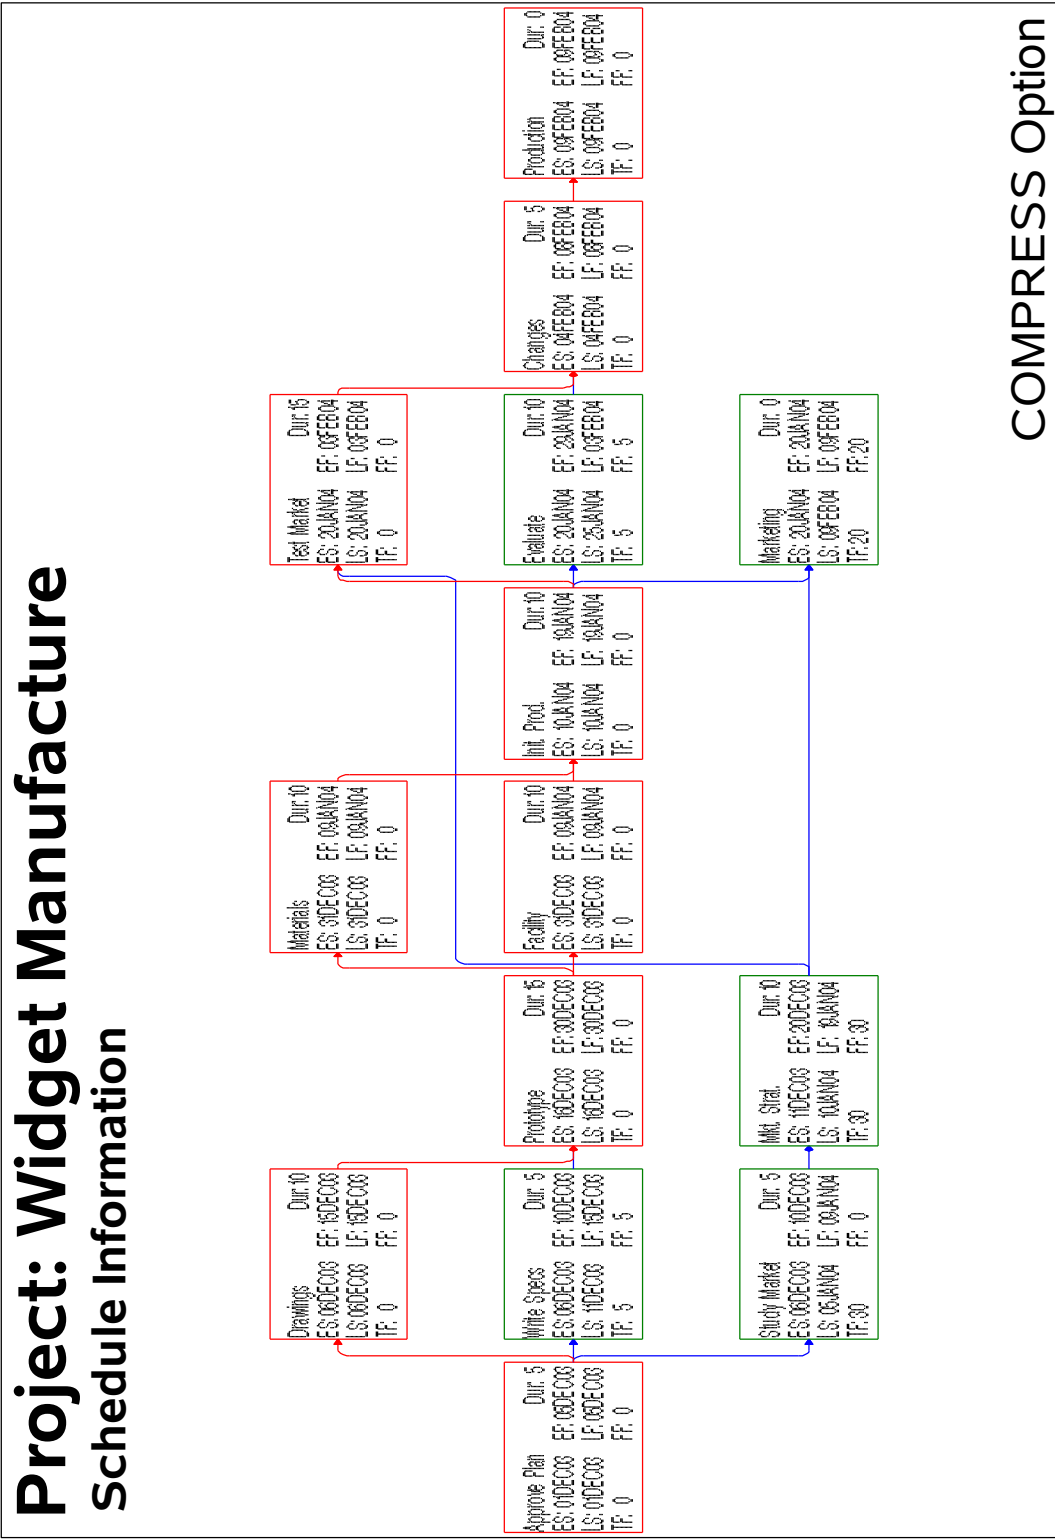 Project: Widget Manufacture
Schedule Information
Test Market Dur: 15
ES: 20JAN04 EF: 03FEB04
LS: 20JAN04 LF: 03FEB04
TF: 0 FF: 0
Materials Dur: 10
ES: 31DEC03 EF: 09JAN04
LS: 31DEC03 LF: 09JAN04
TF: 0 FF: 0
Drawings Dur: 10
ES: 06DEC03 EF: 15DEC03
LS: 06DEC03 LF: 15DEC03
TF: 0 FF: 0
Approve Plan Dur: 5
ES: 01DEC03 EF: 05DEC03
LS: 01DEC03 LF: 05DEC03
TF: 0 FF: 0
Write Specs Dur: 5
ES: 06DEC03 EF: 10DEC03
LS: 11DEC03 LF: 15DEC03
TF: 5 FF: 5
Prototype Dur: 15
ES: 16DEC03 EF: 30DEC03
LS: 16DEC03 LF: 30DEC03
TF: 0 FF: 0
Facility Dur: 10
ES: 31DEC03 EF: 09JAN04
LS: 31DEC03 LF: 09JAN04
TF: 0 FF: 0
Init. Prod. Dur: 10
ES: 10JAN04 EF: 19JAN04
LS: 10JAN04 LF: 19JAN04
TF: 0 FF: 0
Evaluate Dur: 10
ES: 20JAN04 EF: 29JAN04
LS: 25JAN04 LF: 03FEB04
TF: 5 FF: 5
Changes Dur: 5
ES: 04FEB04 EF: 08FEB04
LS: 04FEB04 LF: 08FEB04
TF: 0 FF: 0
Production Dur: 0
ES: 09FEB04 EF: 09FEB04
LS: 09FEB04 LF: 09FEB04
TF: 0 FF: 0
Study Market Dur: 5
ES: 06DEC03 EF: 10DEC03
LS: 05JAN04 LF: 09JAN04
TF: 30 FF: 0
Mkt. Strat. Dur: 10
ES: 11DEC03 EF: 20DEC03
LS: 10JAN04 LF: 19JAN04
TF: 30 FF: 30
Marketing Dur: 0
ES: 20JAN04 EF: 20JAN04
LS: 09FEB04 LF: 09FEB04
TF: 20 FF: 20
COMPRESS Option